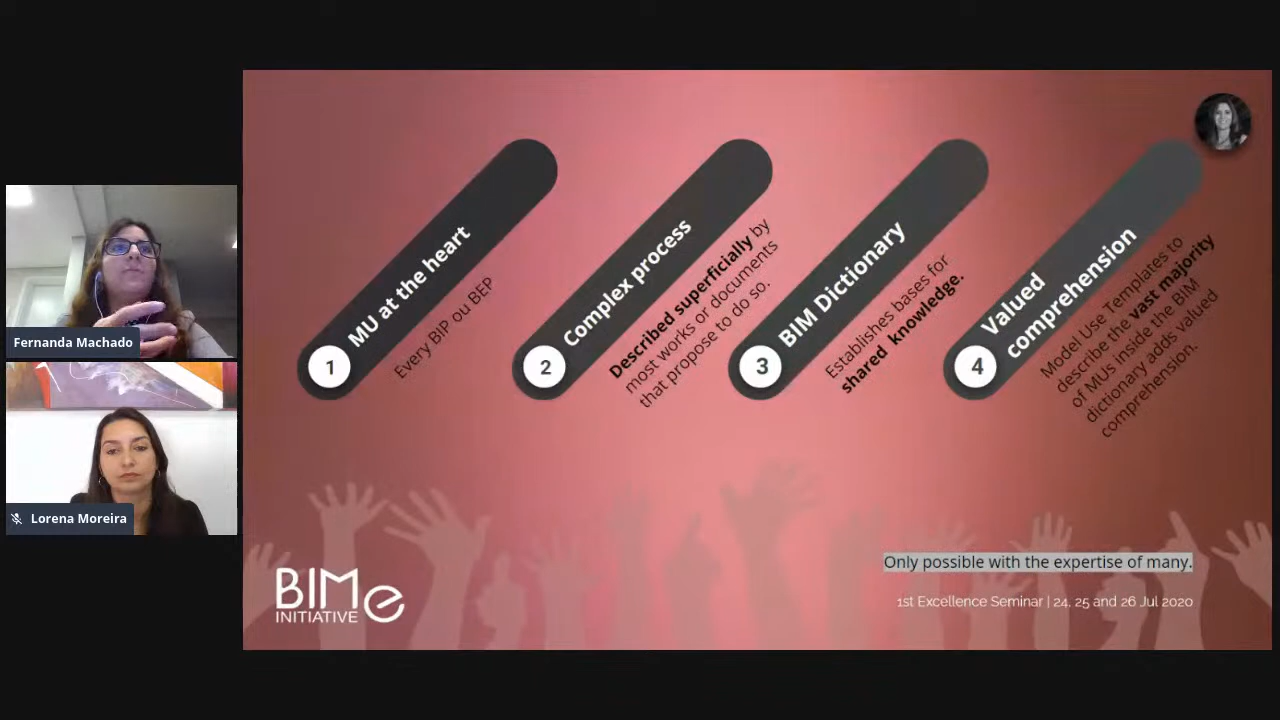 Fernanda Machado
Lorena Moreira
1
MU at the heart
Every BIP ou BEP
2
Complex process
Described superficially by
most works or documents
that propose to do so.
3
BIM Dictionary
Establishes bases for
shared knowledge.
4
Valued
comprehension
Model Use Templates to
describe the vast majority
of MUs inside the BIM
dictionary adds valued
comprehension.
Only possible with the expertise of many.
1st Excellence Seminar | 24, 25 and 26 Jul 2020
BIMe
INITIATIVE